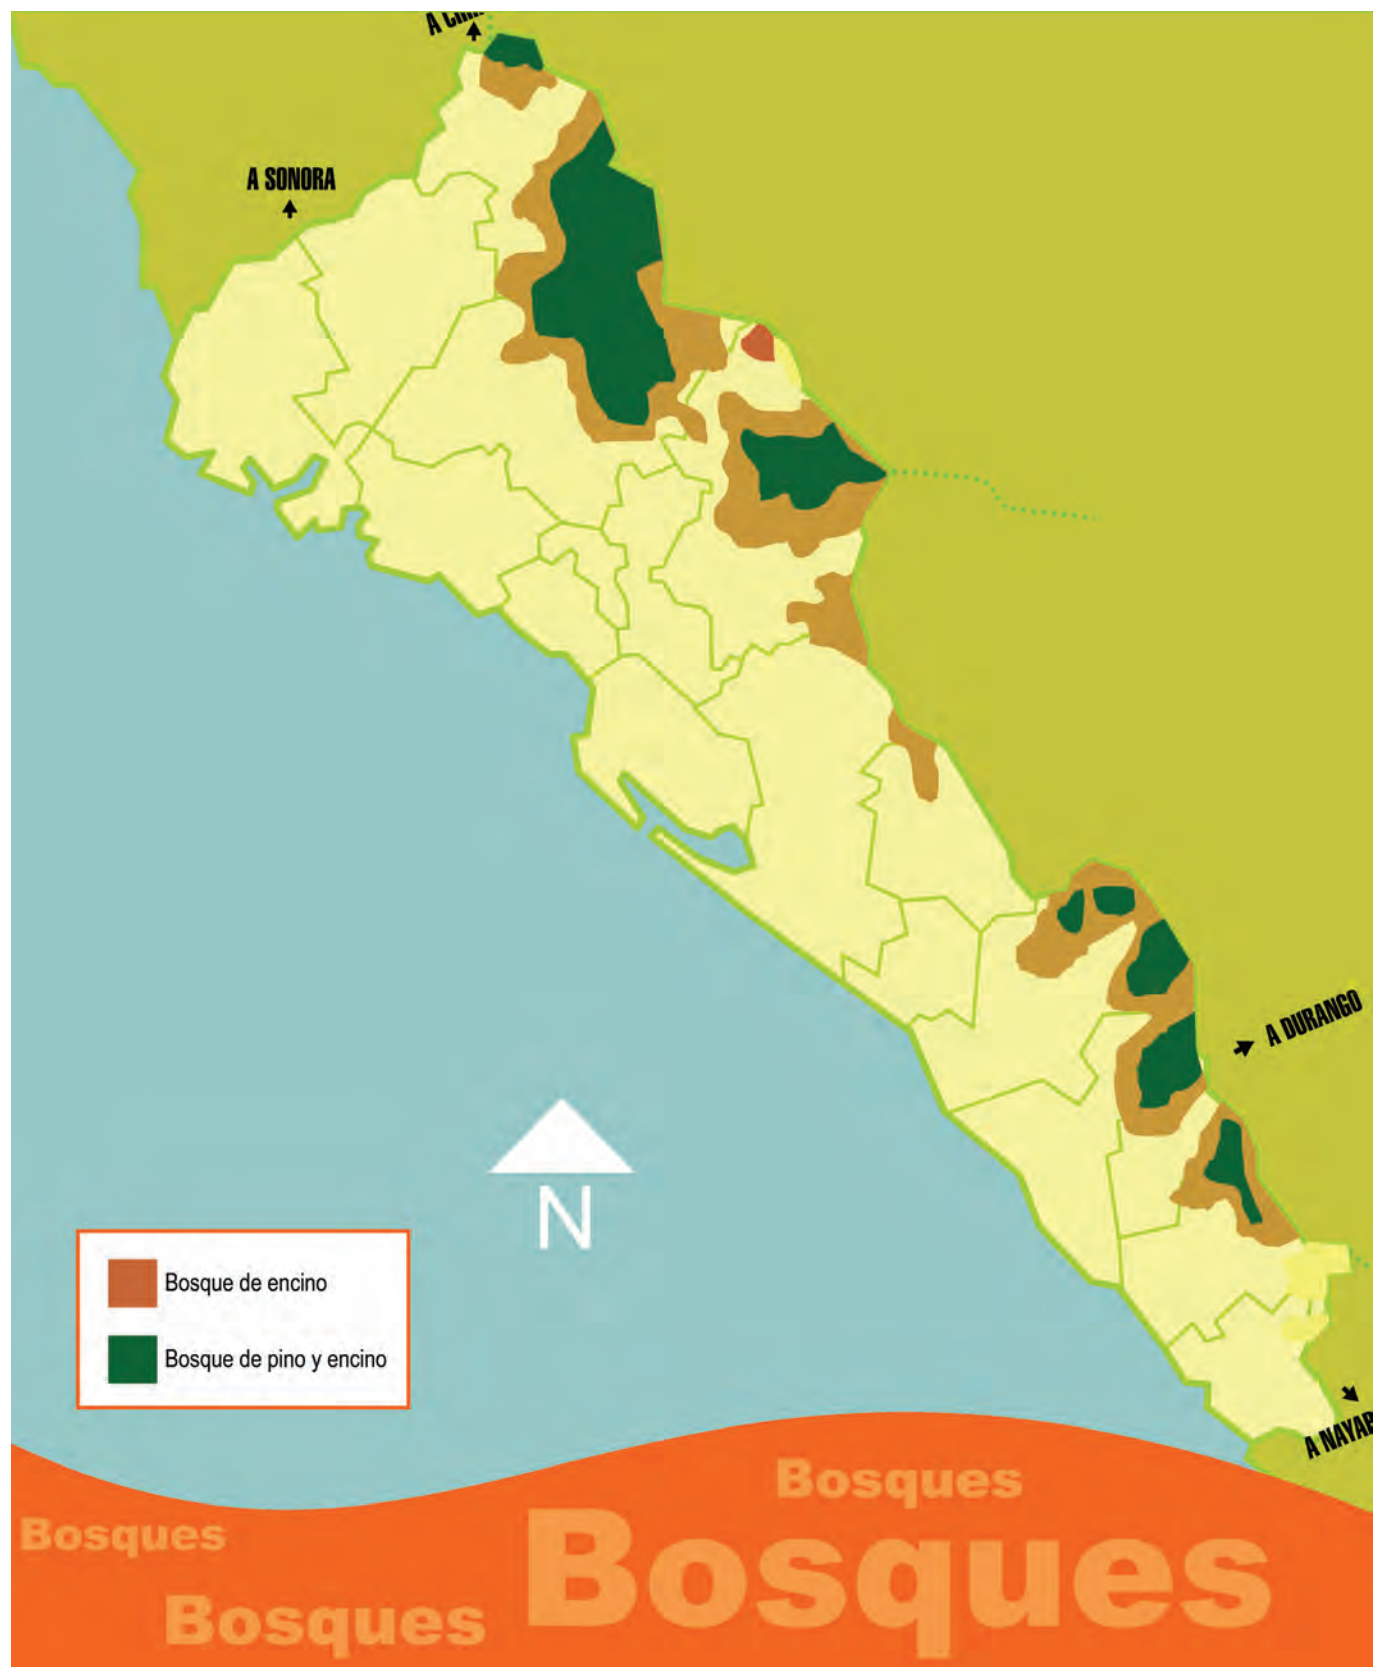 A SONORA
A DURANGO
N
Bosque de encino
Bosque de pino y encino
Bosques
Bosques
Bosques
Bosques